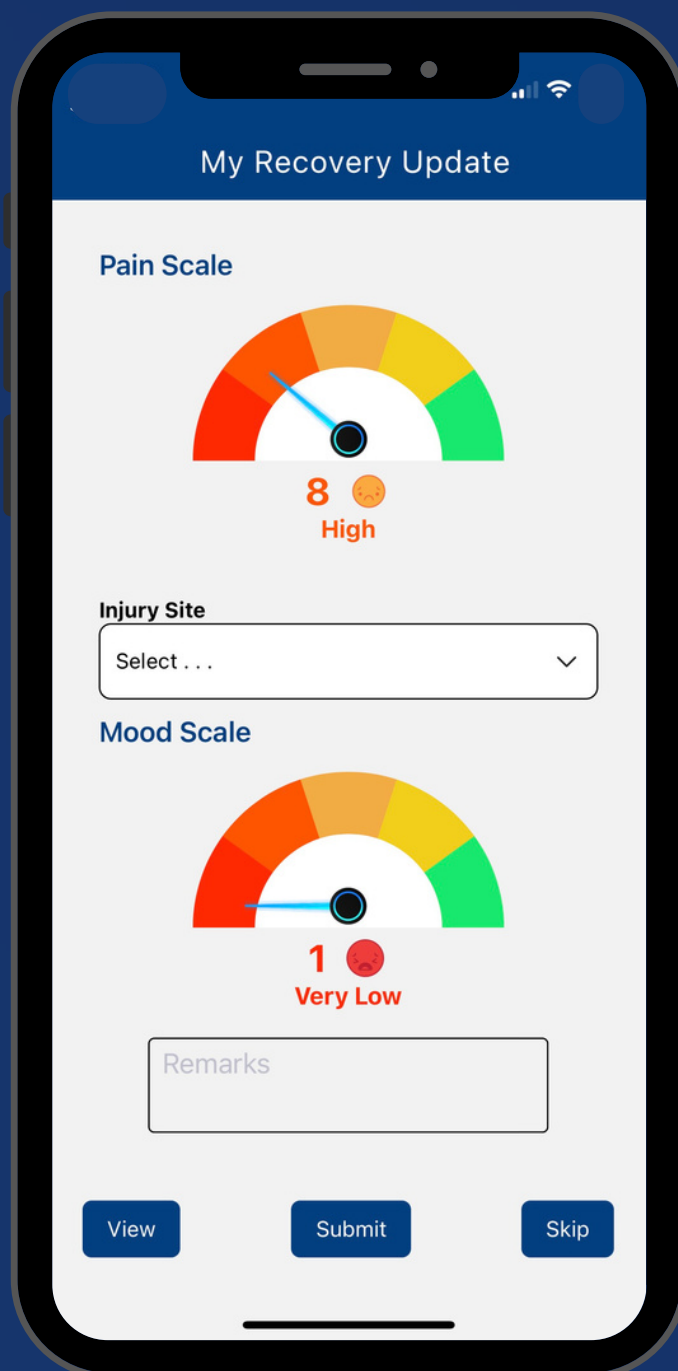 My Recovery Update
Pain Scale
8
High
Injury Site
Select . . .
Mood Scale
1
Very Low
Remarks
View
Submit
Skip